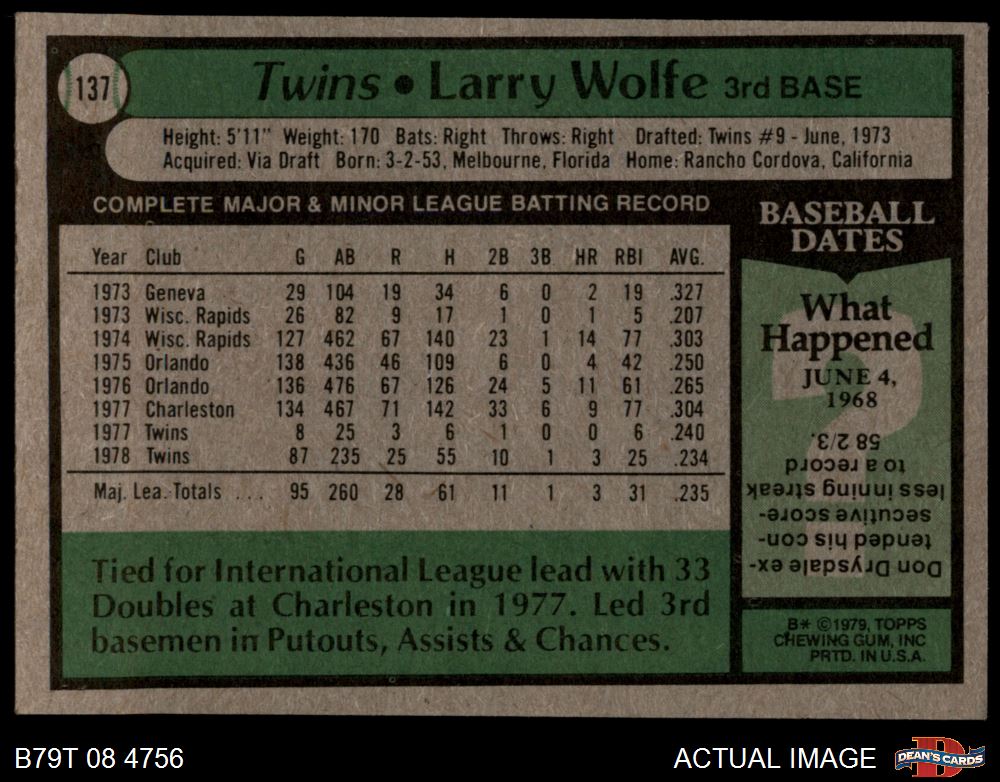 137
Twins • Larry Wolfe 3rd BASE
Height: 5'11" Weight: 170 Bats: Right Throws: Right Drafted: Twins #9 - June, 1973
Acquired: Via Draft Born: 3-2-53, Melbourne, Florida Home: Rancho Cordova, California
COMPLETE MAJOR & MINOR LEAGUE BATTING RECORD
Year Club G AB R H 2B 3B HR RBI AVG.
1973 Geneva 29 104 19 34 6 0 2 19 .327
1973 Wisc. Rapids 26 82 9 17 1 0 1 5 .207
1974 Wisc. Rapids 127 462 67 140 23 1 14 77 .303
1975 Orlando 138 436 46 109 6 0 4 42 .250
1976 Orlando 136 476 67 126 24 5 11 61 .265
1977 Charleston 134 467 71 142 33 6 9 77 .304
1977 Twins 8 25 3 6 1 0 0 6 .240
1978 Twins 87 235 25 55 10 1 3 25 .234
Maj. Lea. Totals ... 95 260 28 61 11 1 3 31 .235
Tied for International League lead with 33
Doubles at Charleston in 1977. Led 3rd
basemen in Putouts, Assists & Chances.
BASEBALL
DATES
What
Happened
JUNE 4,
1968
Don Drysdale ex-
tended his con-
secutive score-
less inning streak
to a record
58 2/3.
B* ©1979, TOPPS
CHEWING GUM, INC
PRTD. IN U.S.A.
B79T 08 4756
ACTUAL IMAGE
D
DEAN'S CARDS